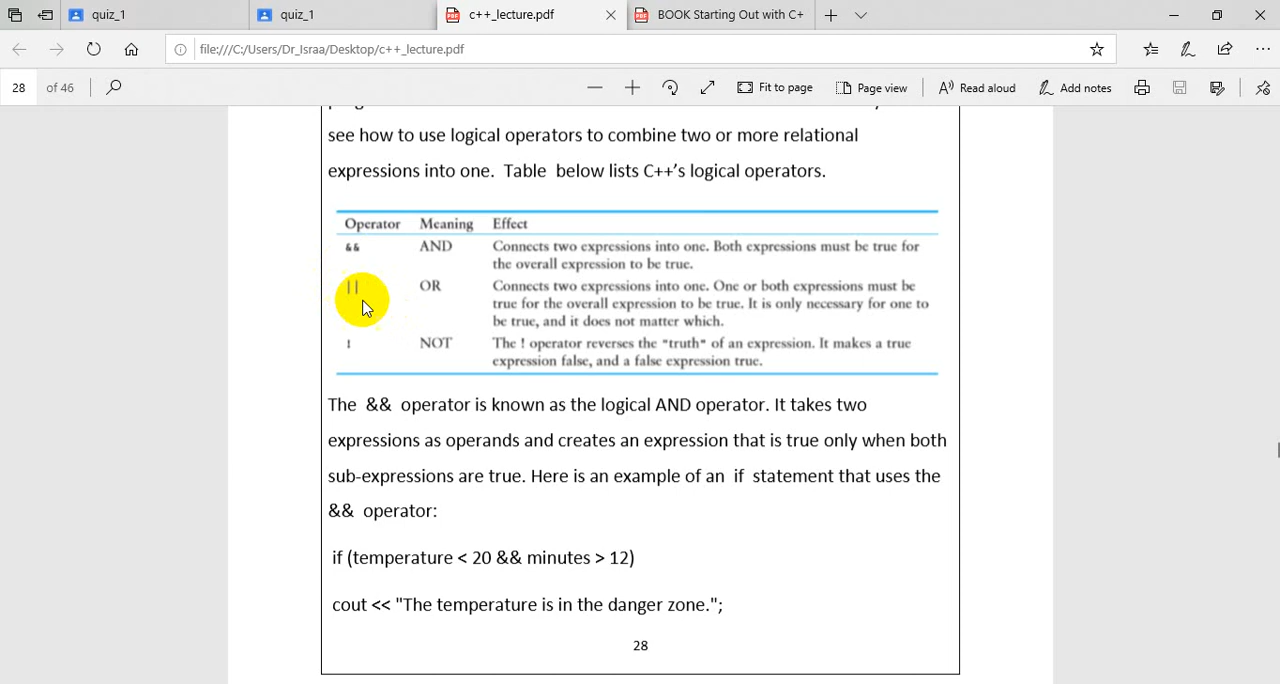 quiz_1
quiz_1
c++_lecture.pdf
BOOK Starting Out with C+
file:///C:/Users/Dr_Israa/Desktop/c++_lecture.pdf
28 of 46
Fit to page
Page view
Read aloud
Add notes
see how to use logical operators to combine two or more relational
expressions into one. Table below lists C++'s logical operators.
Operator Meaning Effect
&& AND Connects two expressions into one. Both expressions must be true for
the overall expression to be true.
|| OR Connects two expressions into one. One or both expressions must be
true for the overall expression to be true. It is only necessary for one to
be true, and it does not matter which.
! NOT The ! operator reverses the "truth" of an expression. It makes a true
expression false, and a false expression true.
The && operator is known as the logical AND operator. It takes two
expressions as operands and creates an expression that is true only when both
sub-expressions are true. Here is an example of an if statement that uses the
&& operator:
if (temperature < 20 && minutes > 12)
cout << "The temperature is in the danger zone.";
28